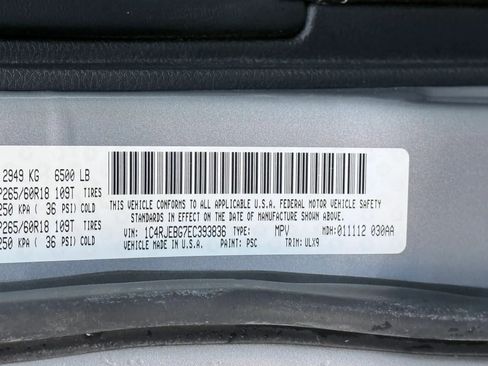 2949 KG 6500 LB
P265/60R18 109T TIRES
250 KPA ( 36 PSI) COLD
P265/60R18 109T TIRES
250 KPA ( 36 PSI) COLD
THIS VEHICLE CONFORMS TO ALL APPLICABLE U.S.A. FEDERAL MOTOR VEHICLE SAFETY
STANDARDS IN EFFECT ON THE DATE OF MANUFACTURE SHOWN ABOVE.
VIN: 1C4RJEBG7EC393836 TYPE: MPV MDH: 011112 030AA
VEHICLE MADE IN U.S.A. PAINT: PSC TRIM: ULX9